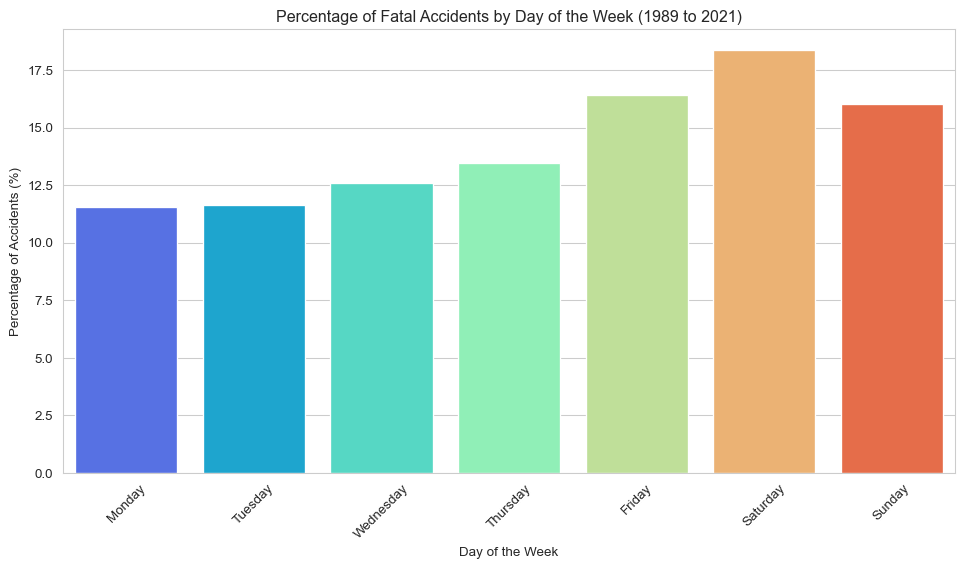 Percentage of Fatal Accidents by Day of the Week (1989 to 2021)
Percentage of Accidents (%)
17.5
15.0
12.5
10.0
7.5
5.0
2.5
0.0
Monday
Tuesday
Wednesday
Thursday
Friday
Saturday
Sunday
Day of the Week